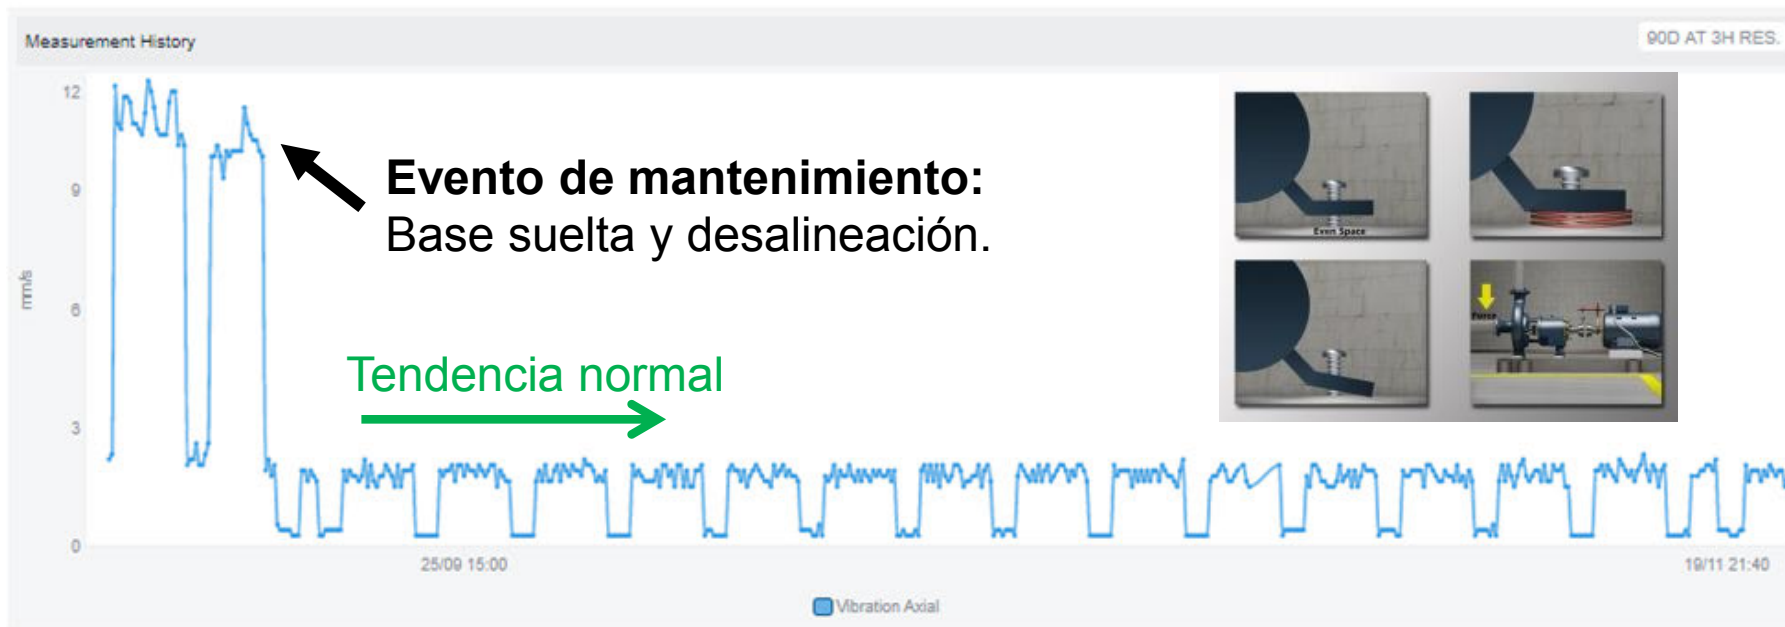 Measurement History
90D AT 3H RES.
12
9
6
3
0
mm/s
Evento de mantenimiento:
Base suelta y desalineación.
Tendencia normal
Even Space
Force
25/09 15:00
19/11 21:40
Vibration Axial